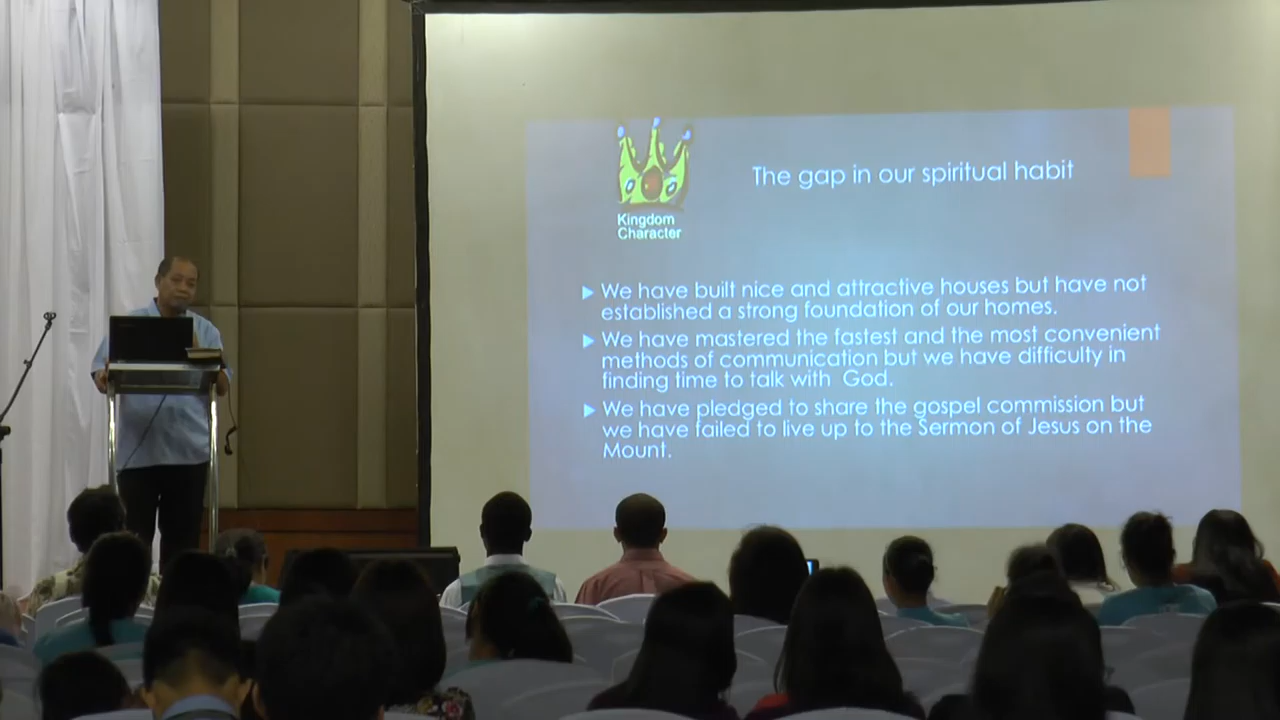 The gap in our spiritual habit
Kingdom
Character
We have built nice and attractive houses but have not
established a strong foundation of our homes.
We have mastered the fastest and the most convenient
methods of communication but we have difficulty in
finding time to talk with God.
We have pledged to share the gospel commission but
we have failed to live up to the Sermon of Jesus on the
Mount.